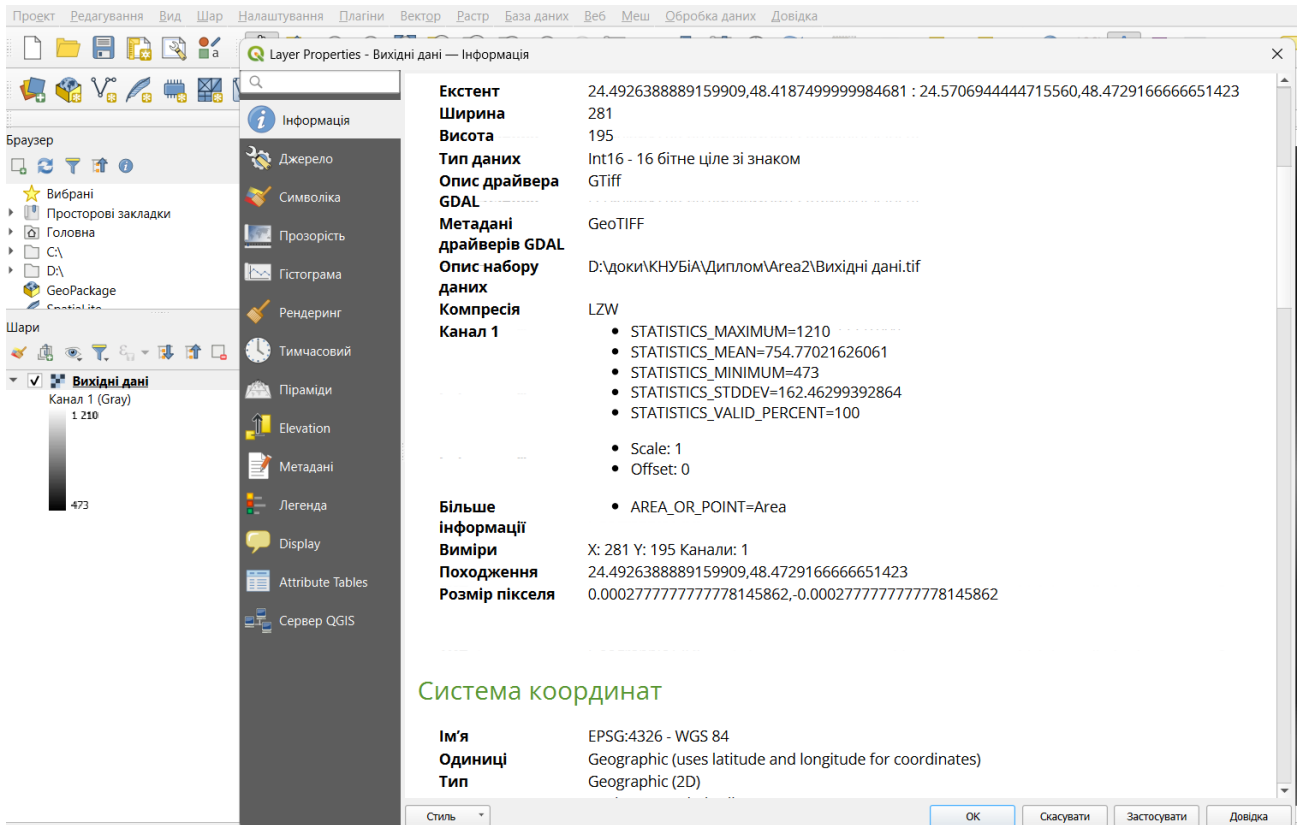 Проект Редагування Вид Шар Налаштування Плагіни Вектор Растр База даних Веб Меш Обробка даних Довідка
Layer Properties - Вихідні дані — Інформація
Браузер
Вибрані
Просторові закладки
Головна
C:\
D:\
GeoPackage
SpatiaLite
Шари
Вихідні дані
Канал 1 (Gray)
1 210
473
Інформація
Джерело
Символіка
Прозорість
Гістограма
Рендеринг
Тимчасовий
Піраміди
Elevation
Метадані
Легенда
Display
Attribute Tables
Сервер QGIS
Екстент 24.4926388889159909,48.4187499999984681 : 24.5706944444715560,48.4729166666651423
Ширина 281
Висота 195
Тип даних Int16 - 16 бітне ціле зі знаком
Опис драйвера GTiff
GDAL
Метадані GeoTIFF
драйверів GDAL
Опис набору D:\доки\КНУБіА\Диплом\Area2\Вихідні дані.tif
даних
Компресія LZW
Канал 1 • STATISTICS_MAXIMUM=1210
• STATISTICS_MEAN=754.77021626061
• STATISTICS_MINIMUM=473
• STATISTICS_STDDEV=162.46299392864
• STATISTICS_VALID_PERCENT=100
• Scale: 1
• Offset: 0
Більше • AREA_OR_POINT=Area
інформації
Виміри X: 281 Y: 195 Канали: 1
Походження 24.4926388889159909,48.4729166666651423
Розмір пікселя 0.0002777777777778145862,-0.0002777777777778145862
Система координат
Ім'я EPSG:4326 - WGS 84
Одиниці Geographic (uses latitude and longitude for coordinates)
Тип Geographic (2D)
Стиль
OK Скасувати Застосувати Довідка